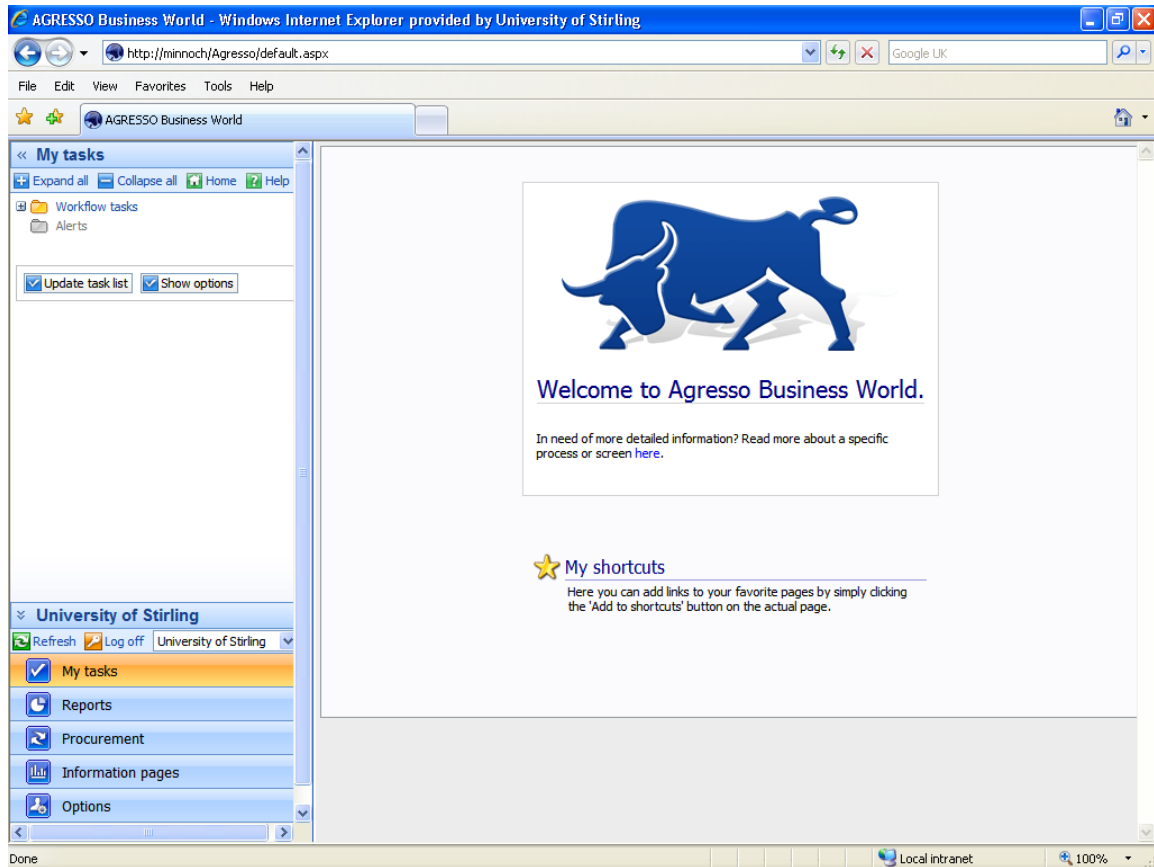 AGRESSO Business World - Windows Internet Explorer provided by University of Stirling
http://minnoch/Agresso/default.aspx
Google UK
File Edit View Favorites Tools Help
AGRESSO Business World
« My tasks
Expand all Collapse all Home Help
Workflow tasks
Alerts
Update task list Show options
Welcome to Agresso Business World.
In need of more detailed information? Read more about a specific
process or screen here.
My shortcuts
Here you can add links to your favorite pages by simply clicking
the 'Add to shortcuts' button on the actual page.
University of Stirling
Refresh Log off University of Stirling
My tasks
Reports
Procurement
Information pages
Options
Done Local intranet 100%